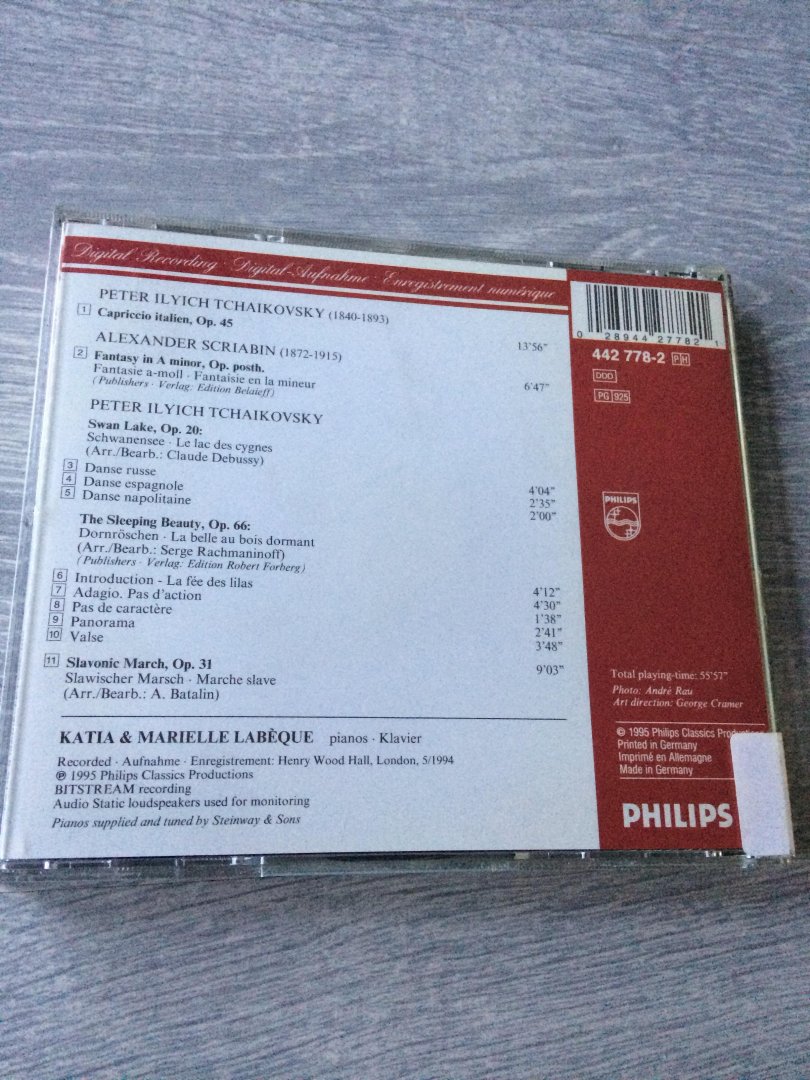 Digital Recording · Digital-Aufnahme · Enregistrement numérique
PETER ILYICH TCHAIKOVSKY (1840-1893)
1 Capriccio italien, Op. 45 13’56”
ALEXANDER SCRIABIN (1872-1915)
2 Fantasy in A minor, Op. posth. 6’47”
Fantasie a-moll · Fantaisie en la mineur
(Publishers · Verlag: Edition Belaieff)
PETER ILYICH TCHAIKOVSKY
Swan Lake, Op. 20:
Schwanensee · Le lac des cygnes
(Arr./Bearb.: Claude Debussy)
3 Danse russe 4’04”
4 Danse espagnole 2’35”
5 Danse napolitaine 2’00”
The Sleeping Beauty, Op. 66:
Dornröschen · La belle au bois dormant
(Arr./Bearb.: Serge Rachmaninoff)
(Publishers · Verlag: Edition Robert Forberg)
6 Introduction - La fée des lilas 4’12”
7 Adagio. Pas d’action 4’30”
8 Pas de caractère 1’38”
9 Panorama 2’41”
10 Valse 3’48”
11 Slavonic March, Op. 31 9’03”
Slawischer Marsch · Marche slave
(Arr./Bearb.: A. Batalin)
KATIA & MARIELLE LABÈQUE pianos · Klavier
Recorded · Aufnahme · Enregistrement: Henry Wood Hall, London, 5/1994
℗ 1995 Philips Classics Productions
BITSTREAM recording
Audio Static loudspeakers used for monitoring
Pianos supplied and tuned by Steinway & Sons
0 28944 27782 1
442 778-2 PH
DDD
PG 925
PHILIPS
Total playing-time: 55’57”
Photo: André Rau
Art direction: George Cramer
© 1995 Philips Classics
Printed in Germany
Imprimé en Allemagne
Made in Germany
PHILIPS